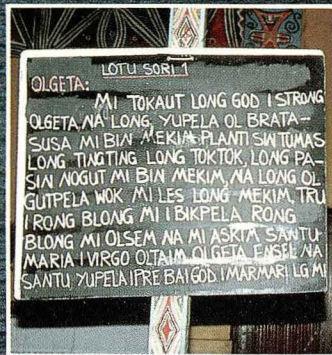 LOTU SORI 1
OLGETA:
MI TOKAUT LONG GOD I STRONG
OLGETA, NA LONG, YUPELA OL BRATA-
SUSA MI BIN MEKIM, PLANTI SIN TUMAS
LONG TINGTING LONG TOKTOK, LONG PA-
SIN NOGUT MI BIN MEKIM, NA LONG OL
GUTPELA WOK MI LES LONG MEKIM, TRU
I RONG BLONG MI I BIKPELA RONG
BLONG MI OLSEM NA MI ASKIM SANTU
MARIA I VIRGO OLTAIM OLGETA ENSEL NA
SANTU YUPELA I PRE BAI GOD I MARMARI LG MI